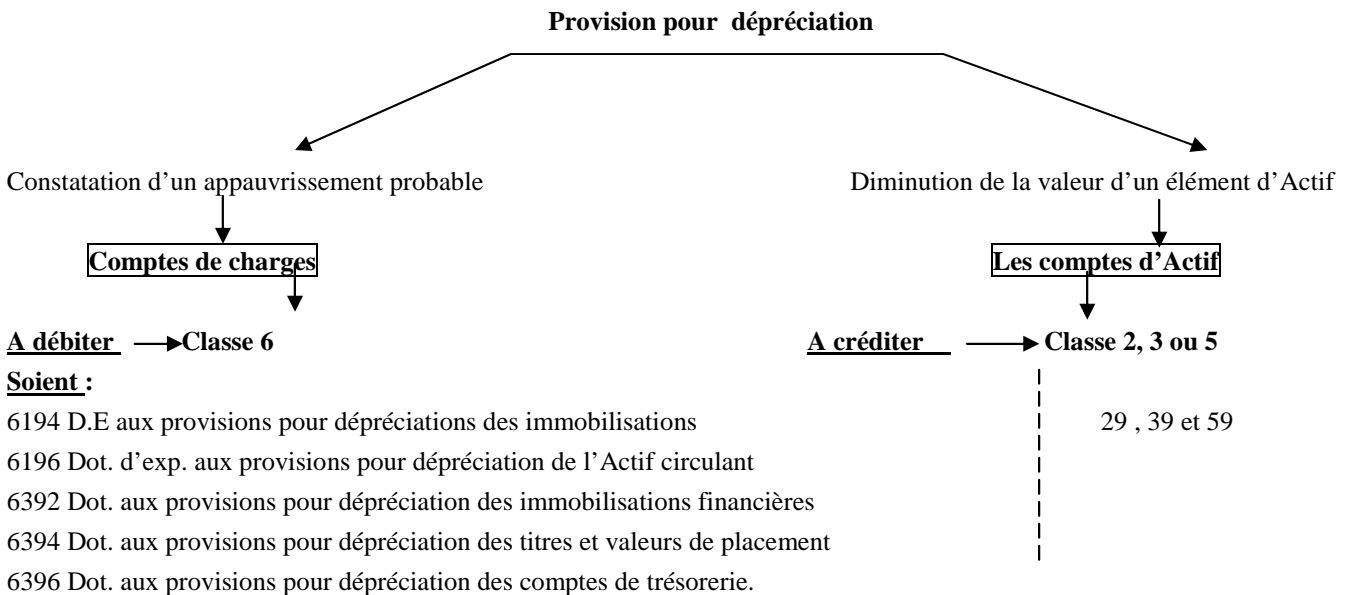 Provision pour dépréciation
Constatation d'un appauvrissement probable
Diminution de la valeur d'un élément d'Actif
Comptes de charges
Les comptes d'Actif
A débiter Classe 6
A créditer Classe 2, 3 ou 5
Soient :
6194 D.E aux provisions pour dépréciations des immobilisations
29 , 39 et 59
6196 Dot. d'exp. aux provisions pour dépréciation de l'Actif circulant
6392 Dot. aux provisions pour dépréciation des immobilisations financières
6394 Dot. aux provisions pour dépréciation des titres et valeurs de placement
6396 Dot. aux provisions pour dépréciation des comptes de trésorerie.